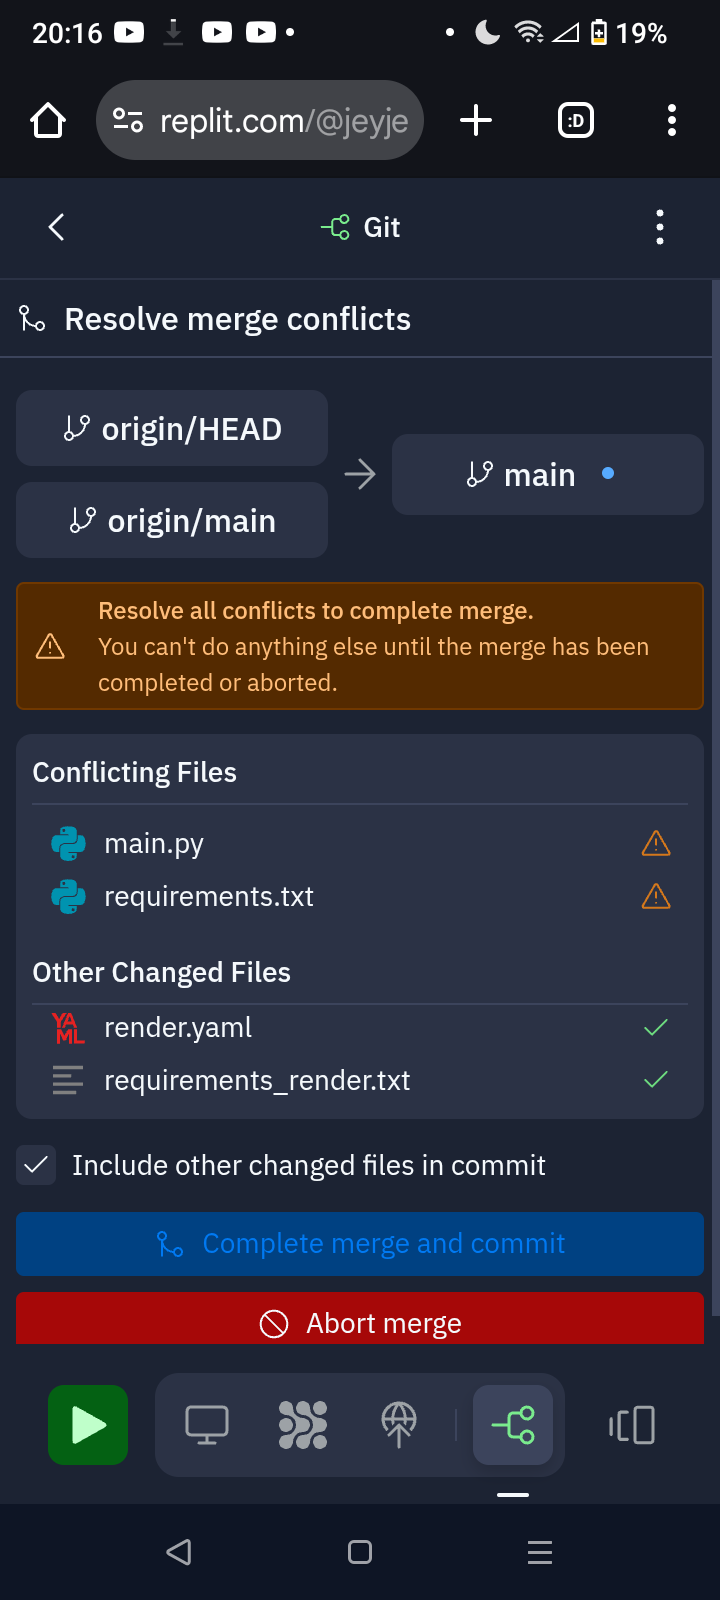 20:16
19%
replit.com/@jeyje
:D
Git
Resolve merge conflicts
origin/HEAD
origin/main
main
Resolve all conflicts to complete merge.
You can't do anything else until the merge has been
completed or aborted.
Conflicting Files
main.py
requirements.txt
Other Changed Files
YAML
render.yaml
requirements_render.txt
Include other changed files in commit
Complete merge and commit
Abort merge